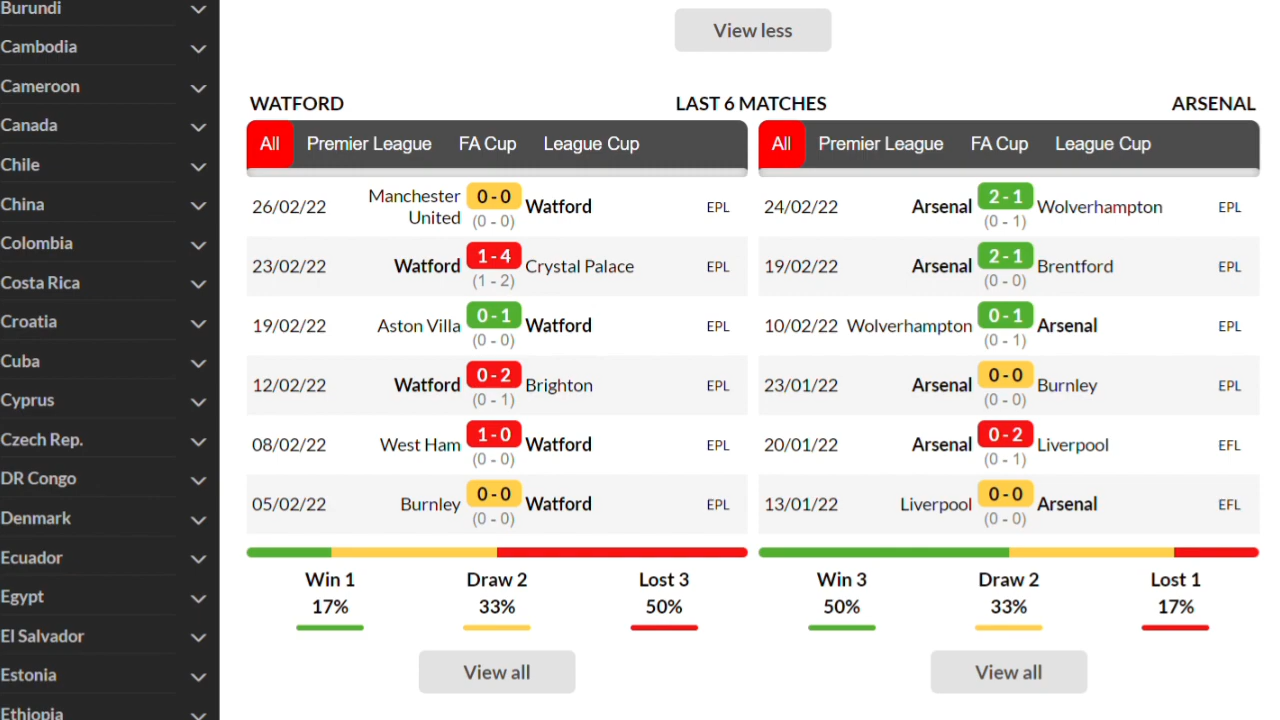 Burundi
Cambodia
Cameroon
Canada
Chile
China
Colombia
Costa Rica
Croatia
Cuba
Cyprus
Czech Rep.
DR Congo
Denmark
Ecuador
Egypt
El Salvador
Estonia
Ethiopia
View less
WATFORD LAST 6 MATCHES ARSENAL
All Premier League FA Cup League Cup
26/02/22 Manchester United 0 - 0 Watford EPL
(0 - 0)
23/02/22 Watford 1 - 4 Crystal Palace EPL
(1 - 2)
19/02/22 Aston Villa 0 - 1 Watford EPL
(0 - 0)
12/02/22 Watford 0 - 2 Brighton EPL
(0 - 1)
08/02/22 West Ham 1 - 0 Watford EPL
(0 - 0)
05/02/22 Burnley 0 - 0 Watford EPL
(0 - 0)
Win 1 Draw 2 Lost 3
17% 33% 50%
View all
All Premier League FA Cup League Cup
24/02/22 Arsenal 2 - 1 Wolverhampton EPL
(0 - 1)
19/02/22 Arsenal 2 - 1 Brentford EPL
(0 - 0)
10/02/22 Wolverhampton 0 - 1 Arsenal EPL
(0 - 1)
23/01/22 Arsenal 0 - 0 Burnley EPL
(0 - 0)
20/01/22 Arsenal 0 - 2 Liverpool EFL
(0 - 1)
13/01/22 Liverpool 0 - 0 Arsenal EFL
(0 - 0)
Win 3 Draw 2 Lost 1
50% 33% 17%
View all